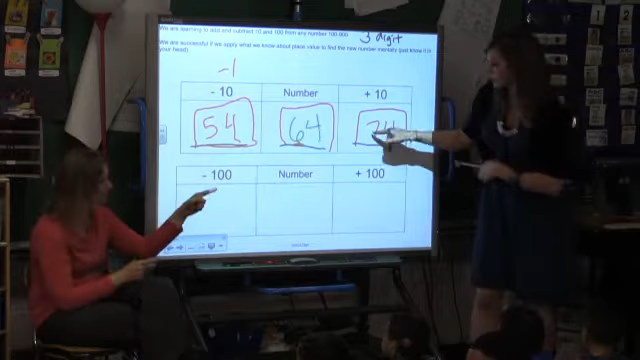 We are learning to add and subtract 10 and 100 from any number 100-900
3 digit
We are successful if we apply what we know about place value to find the new number mentally (just know it in
your head).
-1
- 10 Number + 10
54 64 74
- 100 Number + 100